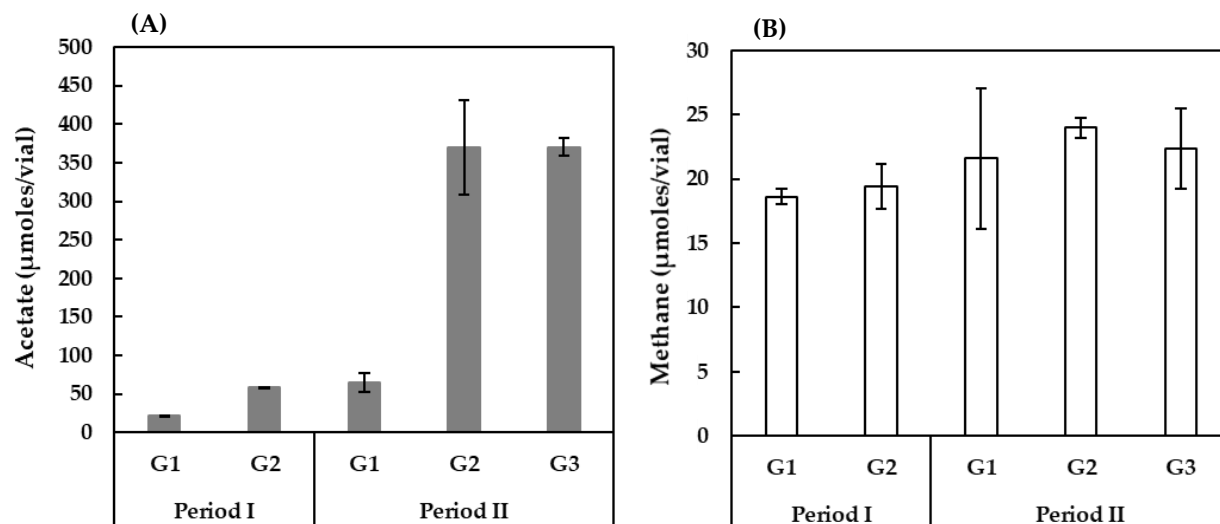 (A)
Acetate (µmoles/vial)
500
450
400
350
300
250
200
150
100
50
0
G1 G2 G1 G2 G3
Period I Period II
(B)
Methane (µmoles/vial)
30
25
20
15
10
5
0
G1 G2 G1 G2 G3
Period I Period II